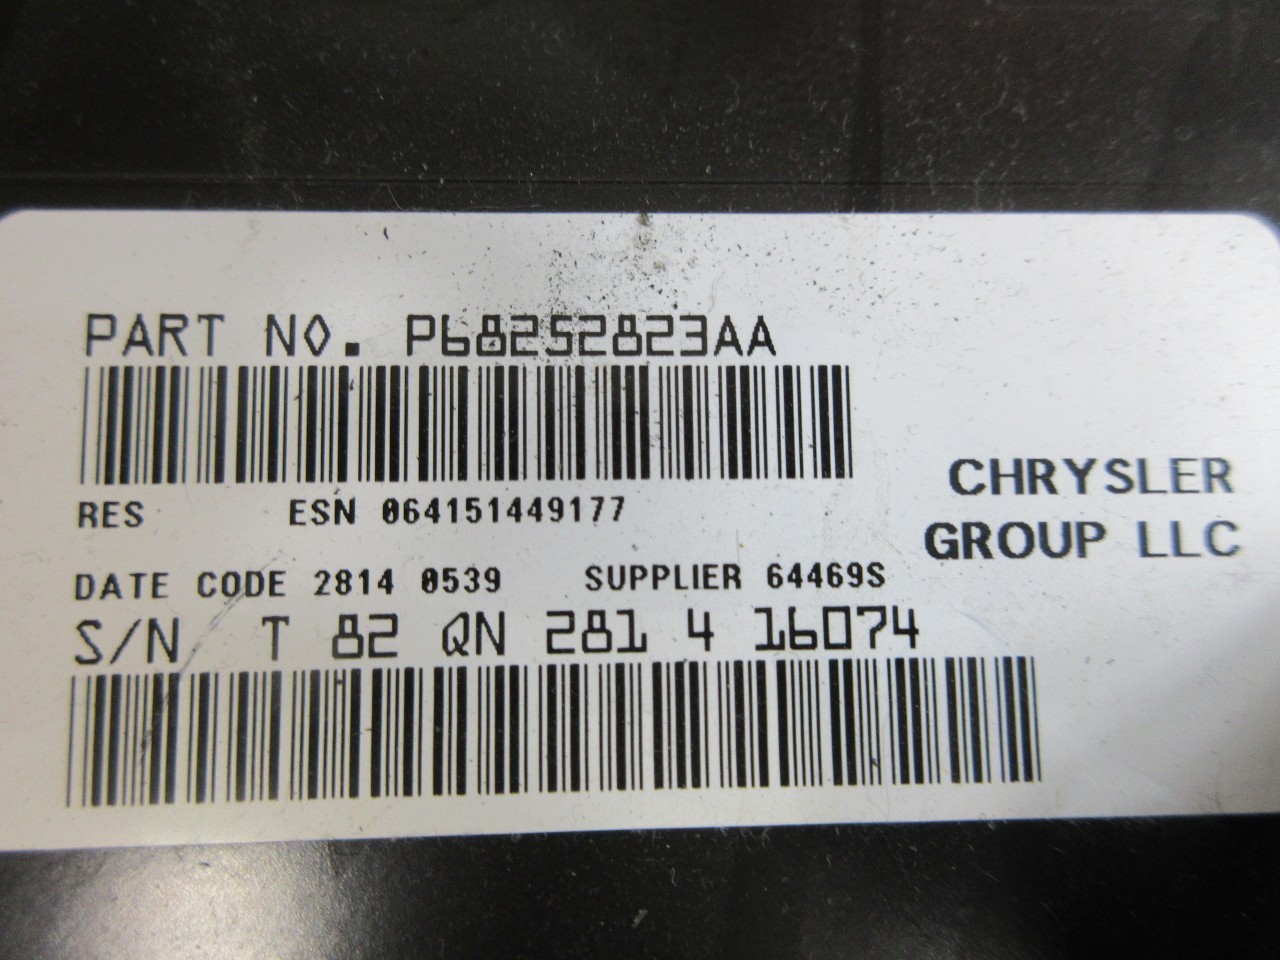 PART NO. P68252823AA
RES ESN 064151449177
CHRYSLER
GROUP LLC
DATE CODE 2814 0539 SUPPLIER 64469S
S/N T 82 QN 281 4 16074